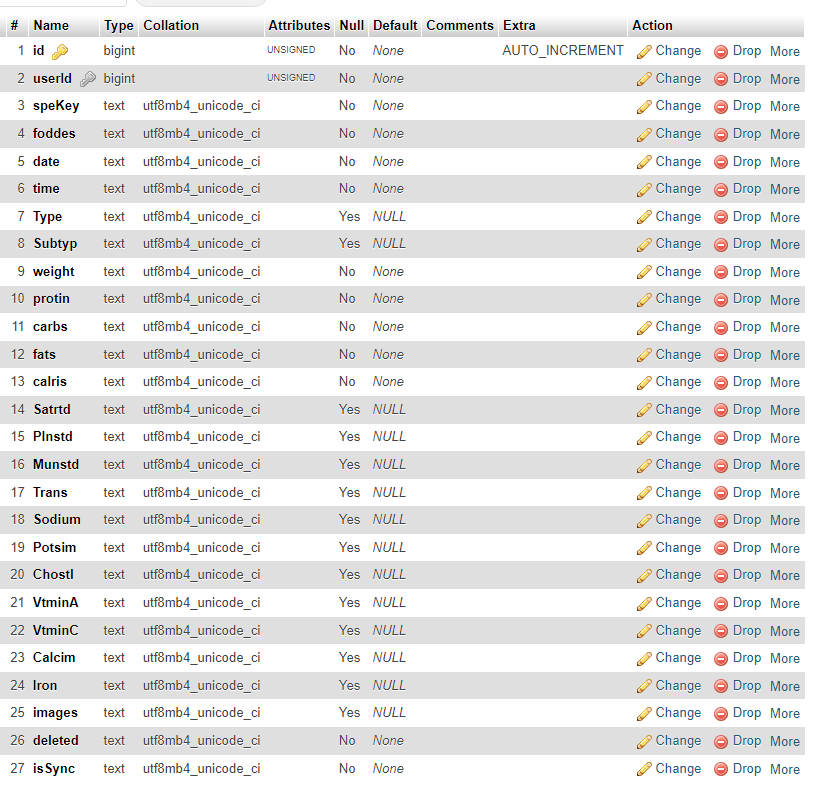 # Name Type Collation Attributes Null Default Comments Extra Action
1 id bigint UNSIGNED No None AUTO_INCREMENT Change Drop More
2 userId bigint UNSIGNED No None Change Drop More
3 speKey text utf8mb4_unicode_ci No None Change Drop More
4 foddes text utf8mb4_unicode_ci No None Change Drop More
5 date text utf8mb4_unicode_ci No None Change Drop More
6 time text utf8mb4_unicode_ci No None Change Drop More
7 Type text utf8mb4_unicode_ci Yes NULL Change Drop More
8 Subtyp text utf8mb4_unicode_ci Yes NULL Change Drop More
9 weight text utf8mb4_unicode_ci No None Change Drop More
10 protin text utf8mb4_unicode_ci No None Change Drop More
11 carbs text utf8mb4_unicode_ci No None Change Drop More
12 fats text utf8mb4_unicode_ci No None Change Drop More
13 calris text utf8mb4_unicode_ci No None Change Drop More
14 Satrtd text utf8mb4_unicode_ci Yes NULL Change Drop More
15 Plnstd text utf8mb4_unicode_ci Yes NULL Change Drop More
16 Munstd text utf8mb4_unicode_ci Yes NULL Change Drop More
17 Trans text utf8mb4_unicode_ci Yes NULL Change Drop More
18 Sodium text utf8mb4_unicode_ci Yes NULL Change Drop More
19 Potsim text utf8mb4_unicode_ci Yes NULL Change Drop More
20 Chostl text utf8mb4_unicode_ci Yes NULL Change Drop More
21 VtminA text utf8mb4_unicode_ci Yes NULL Change Drop More
22 VtminC text utf8mb4_unicode_ci Yes NULL Change Drop More
23 Calcim text utf8mb4_unicode_ci Yes NULL Change Drop More
24 Iron text utf8mb4_unicode_ci Yes NULL Change Drop More
25 images text utf8mb4_unicode_ci Yes NULL Change Drop More
26 deleted text utf8mb4_unicode_ci No None Change Drop More
27 isSync text utf8mb4_unicode_ci No None Change Drop More